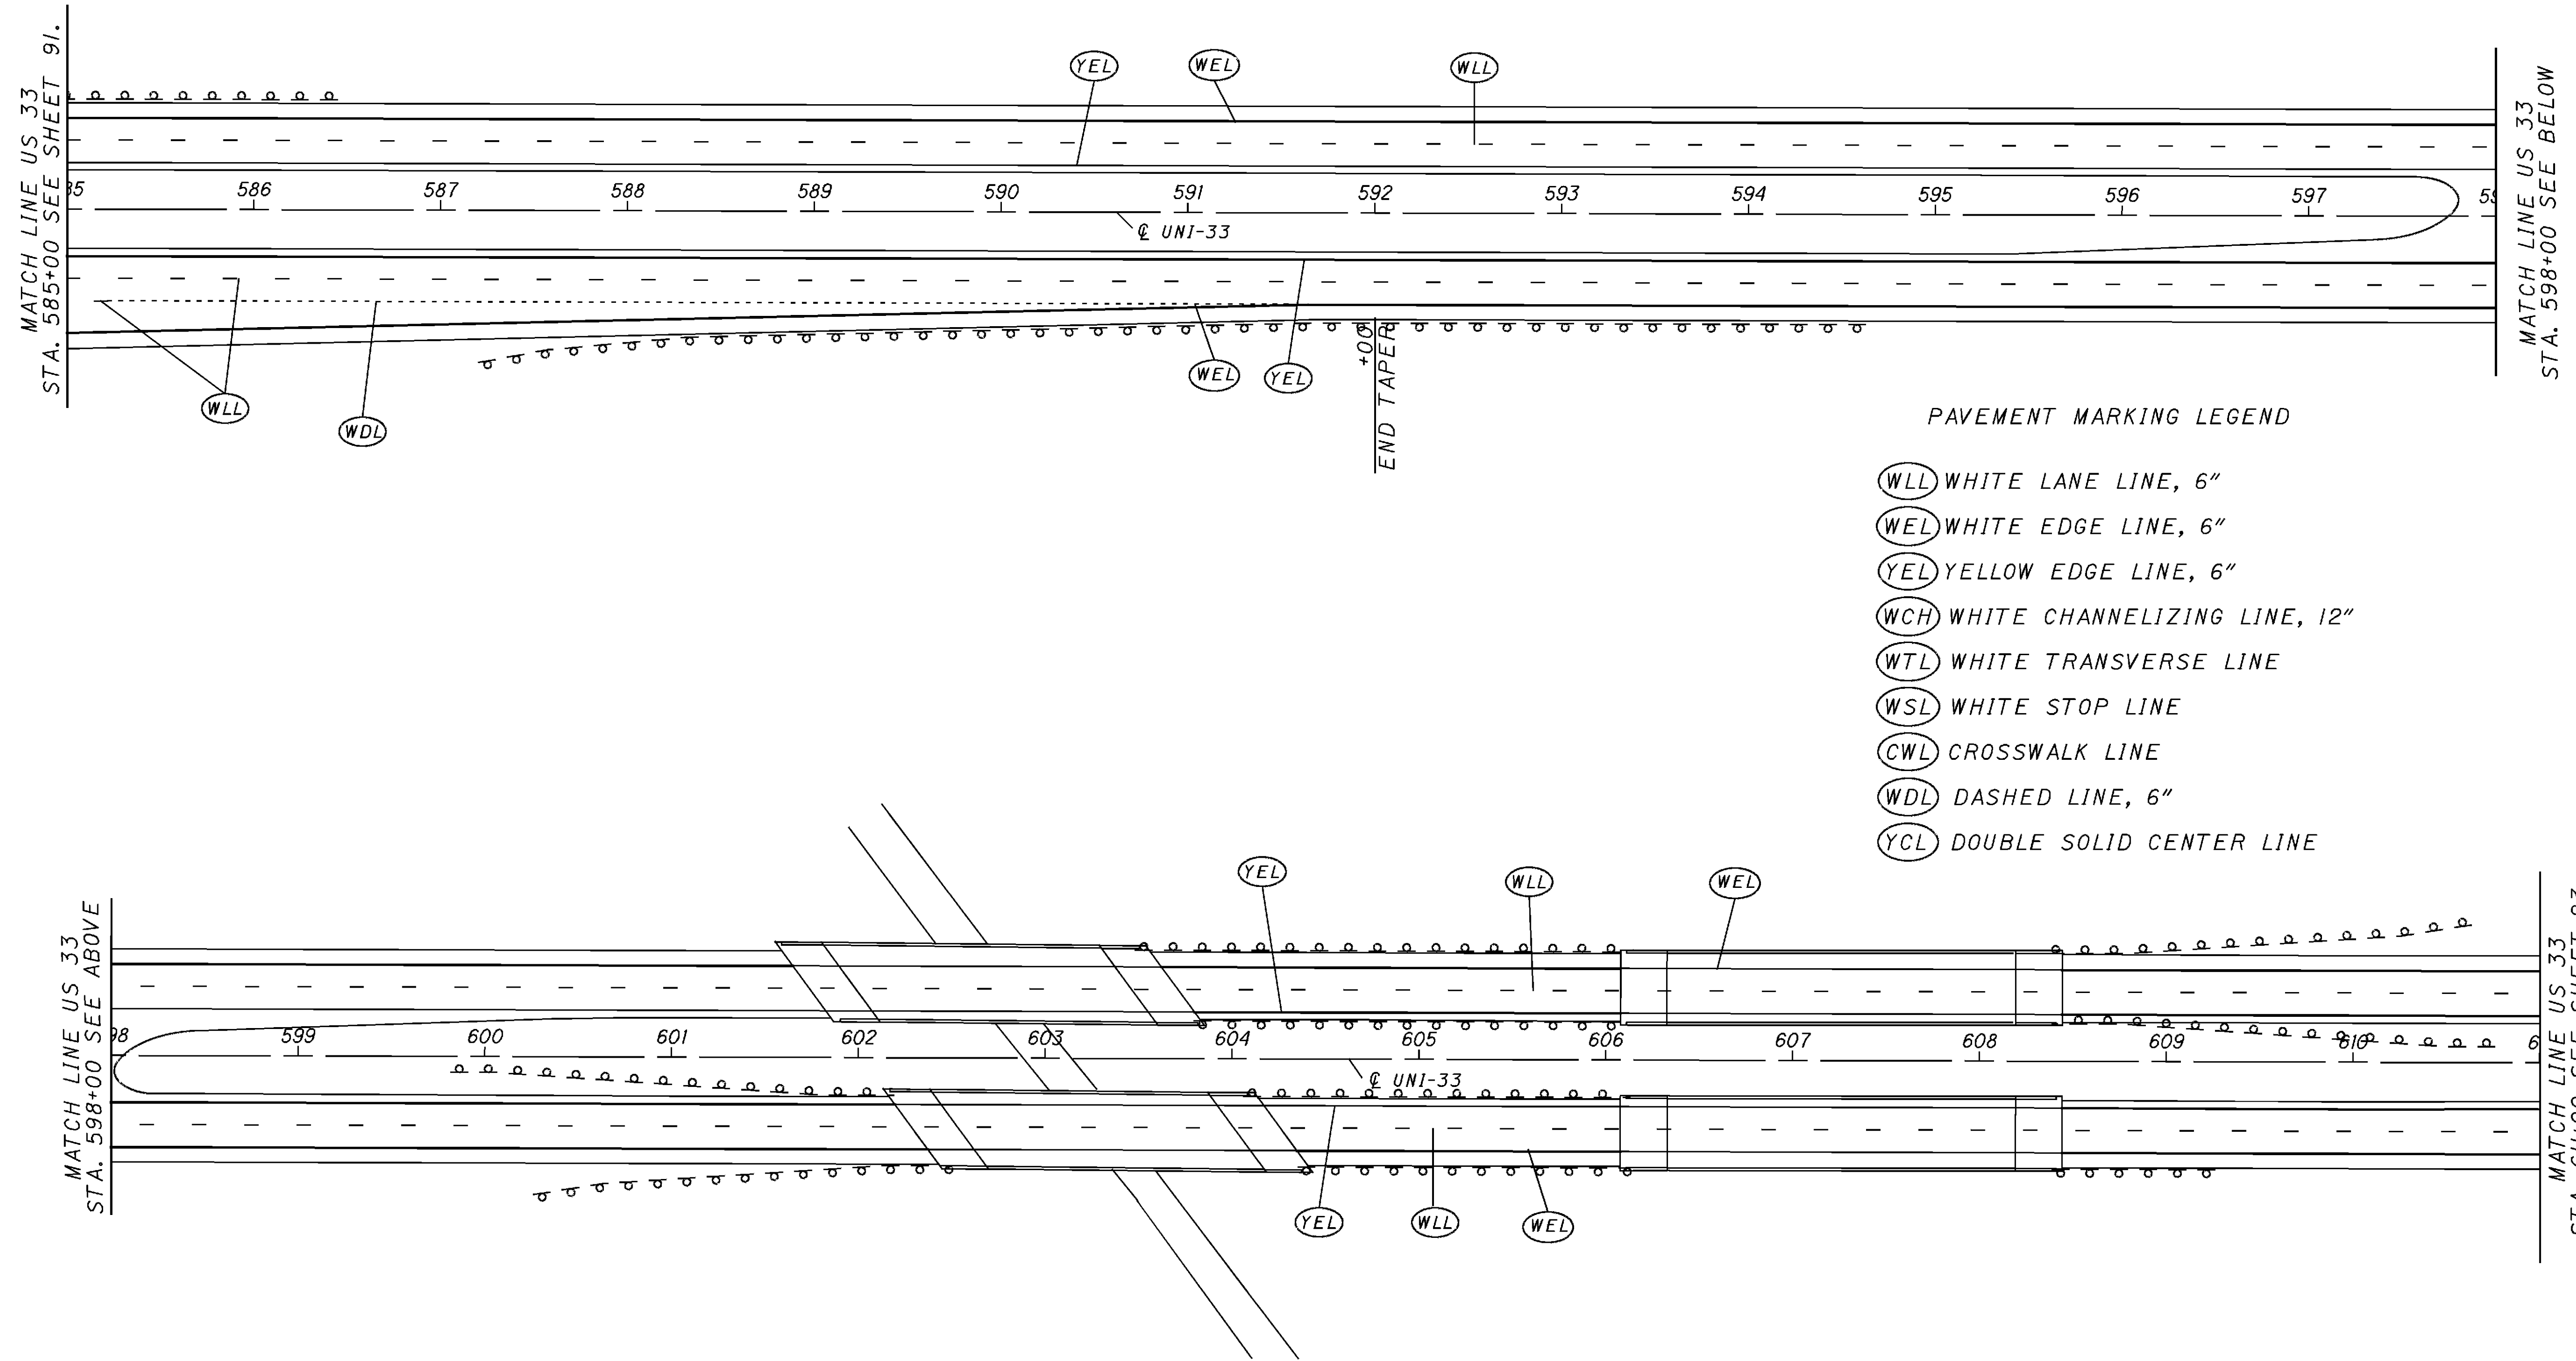 MATCH LINE US 33
STA. 585+00 SEE SHEET 91.
YEL
WEL
WLL
MATCH LINE US 33
STA. 598+00 SEE BELOW
586 587 588 589 590 591 592 593 594 595 596 597
℄ UNI-33
WLL
WDL
WEL
YEL
+00
END TAPER
PAVEMENT MARKING LEGEND
WLL WHITE LANE LINE, 6"
WEL WHITE EDGE LINE, 6"
YEL YELLOW EDGE LINE, 6"
WCH WHITE CHANNELIZING LINE, 12"
WTL WHITE TRANSVERSE LINE
WSL WHITE STOP LINE
CWL CROSSWALK LINE
WDL DASHED LINE, 6"
YCL DOUBLE SOLID CENTER LINE
MATCH LINE US 33
STA. 598+00 SEE ABOVE
YEL
WLL
WEL
599 600 601 602 603 604 605 606 607 608 609 610
℄ UNI-33
YEL
WLL
WEL
MATCH LINE US 33